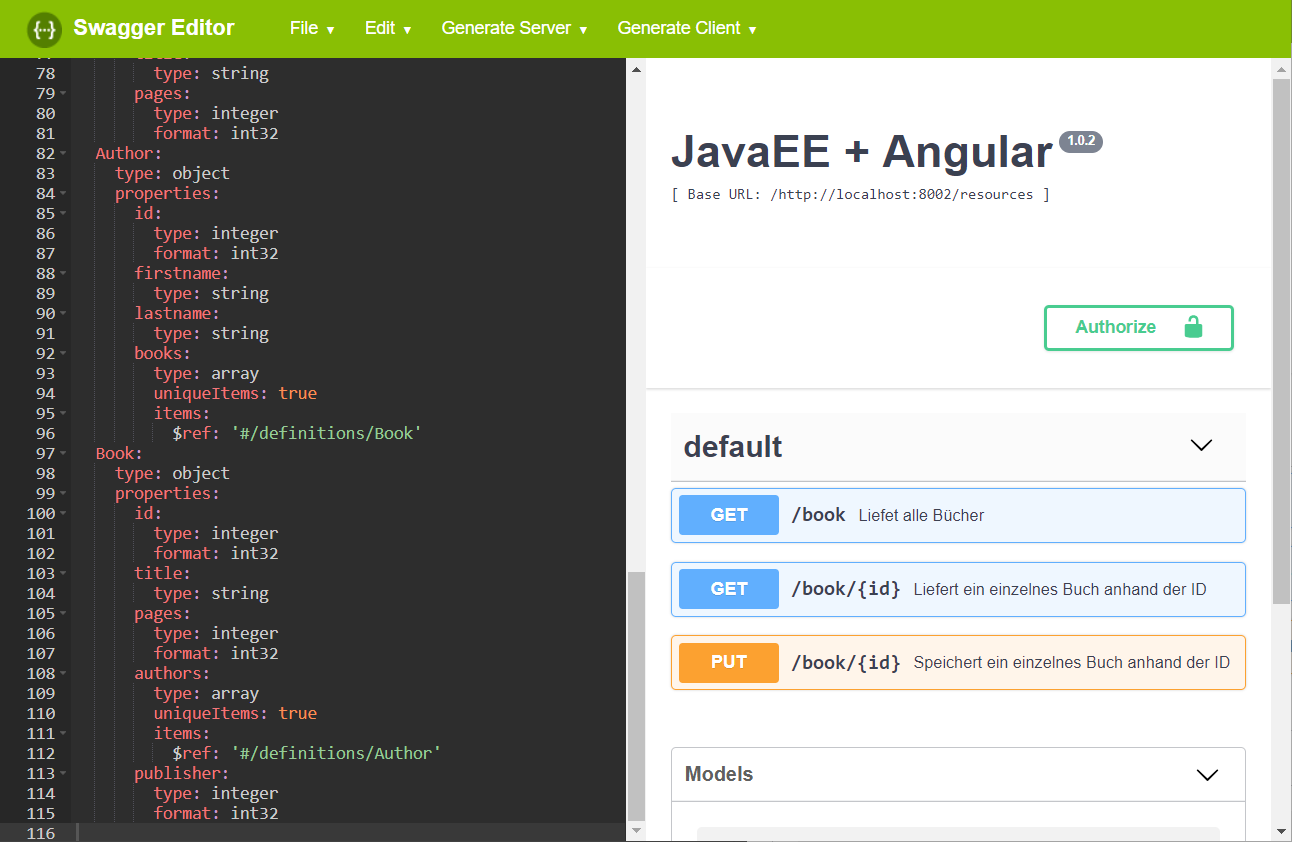 Swagger Editor File Edit Generate Server Generate Client
78 type: string
79 pages:
80 type: integer
81 format: int32
82 Author:
83 type: object
84 properties:
85 id:
86 type: integer
87 format: int32
88 firstname:
89 type: string
90 lastname:
91 type: string
92 books:
93 type: array
94 uniqueItems: true
95 items:
96 $ref: '#/definitions/Book'
97 Book:
98 type: object
99 properties:
100 id:
101 type: integer
102 format: int32
103 title:
104 type: string
105 pages:
106 type: integer
107 format: int32
108 authors:
109 type: array
110 uniqueItems: true
111 items:
112 $ref: '#/definitions/Author'
113 publisher:
114 type: integer
115 format: int32
116
JavaEE + Angular 1.0.2
[ Base URL: /http://localhost:8002/resources ]
Authorize
default
GET /book Liefet alle Bücher
GET /book/{id} Liefert ein einzelnes Buch anhand der ID
PUT /book/{id} Speichert ein einzelnes Buch anhand der ID
Models